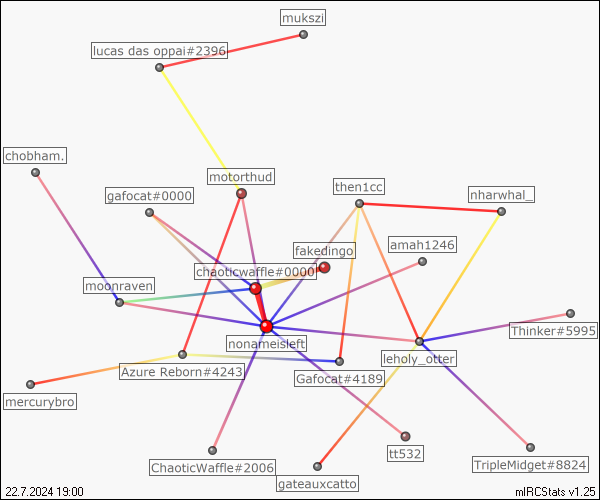 mukszi
lucas das oppai#2396
chobham.
motorthud
then1cc
gafocat#0000
nharwhal_
fakedingo
amah1246
chaoticwaffle#0000
moonraven
Thinker#5995
nonameisleft
leholy_otter
Azure Reborn#4243
Gafocat#4189
mercurybro
tt532
ChaoticWaffle#2006
TripleMidget#8824
gateauxcatto
22.7.2024 19:00
mIRCStats v1.25